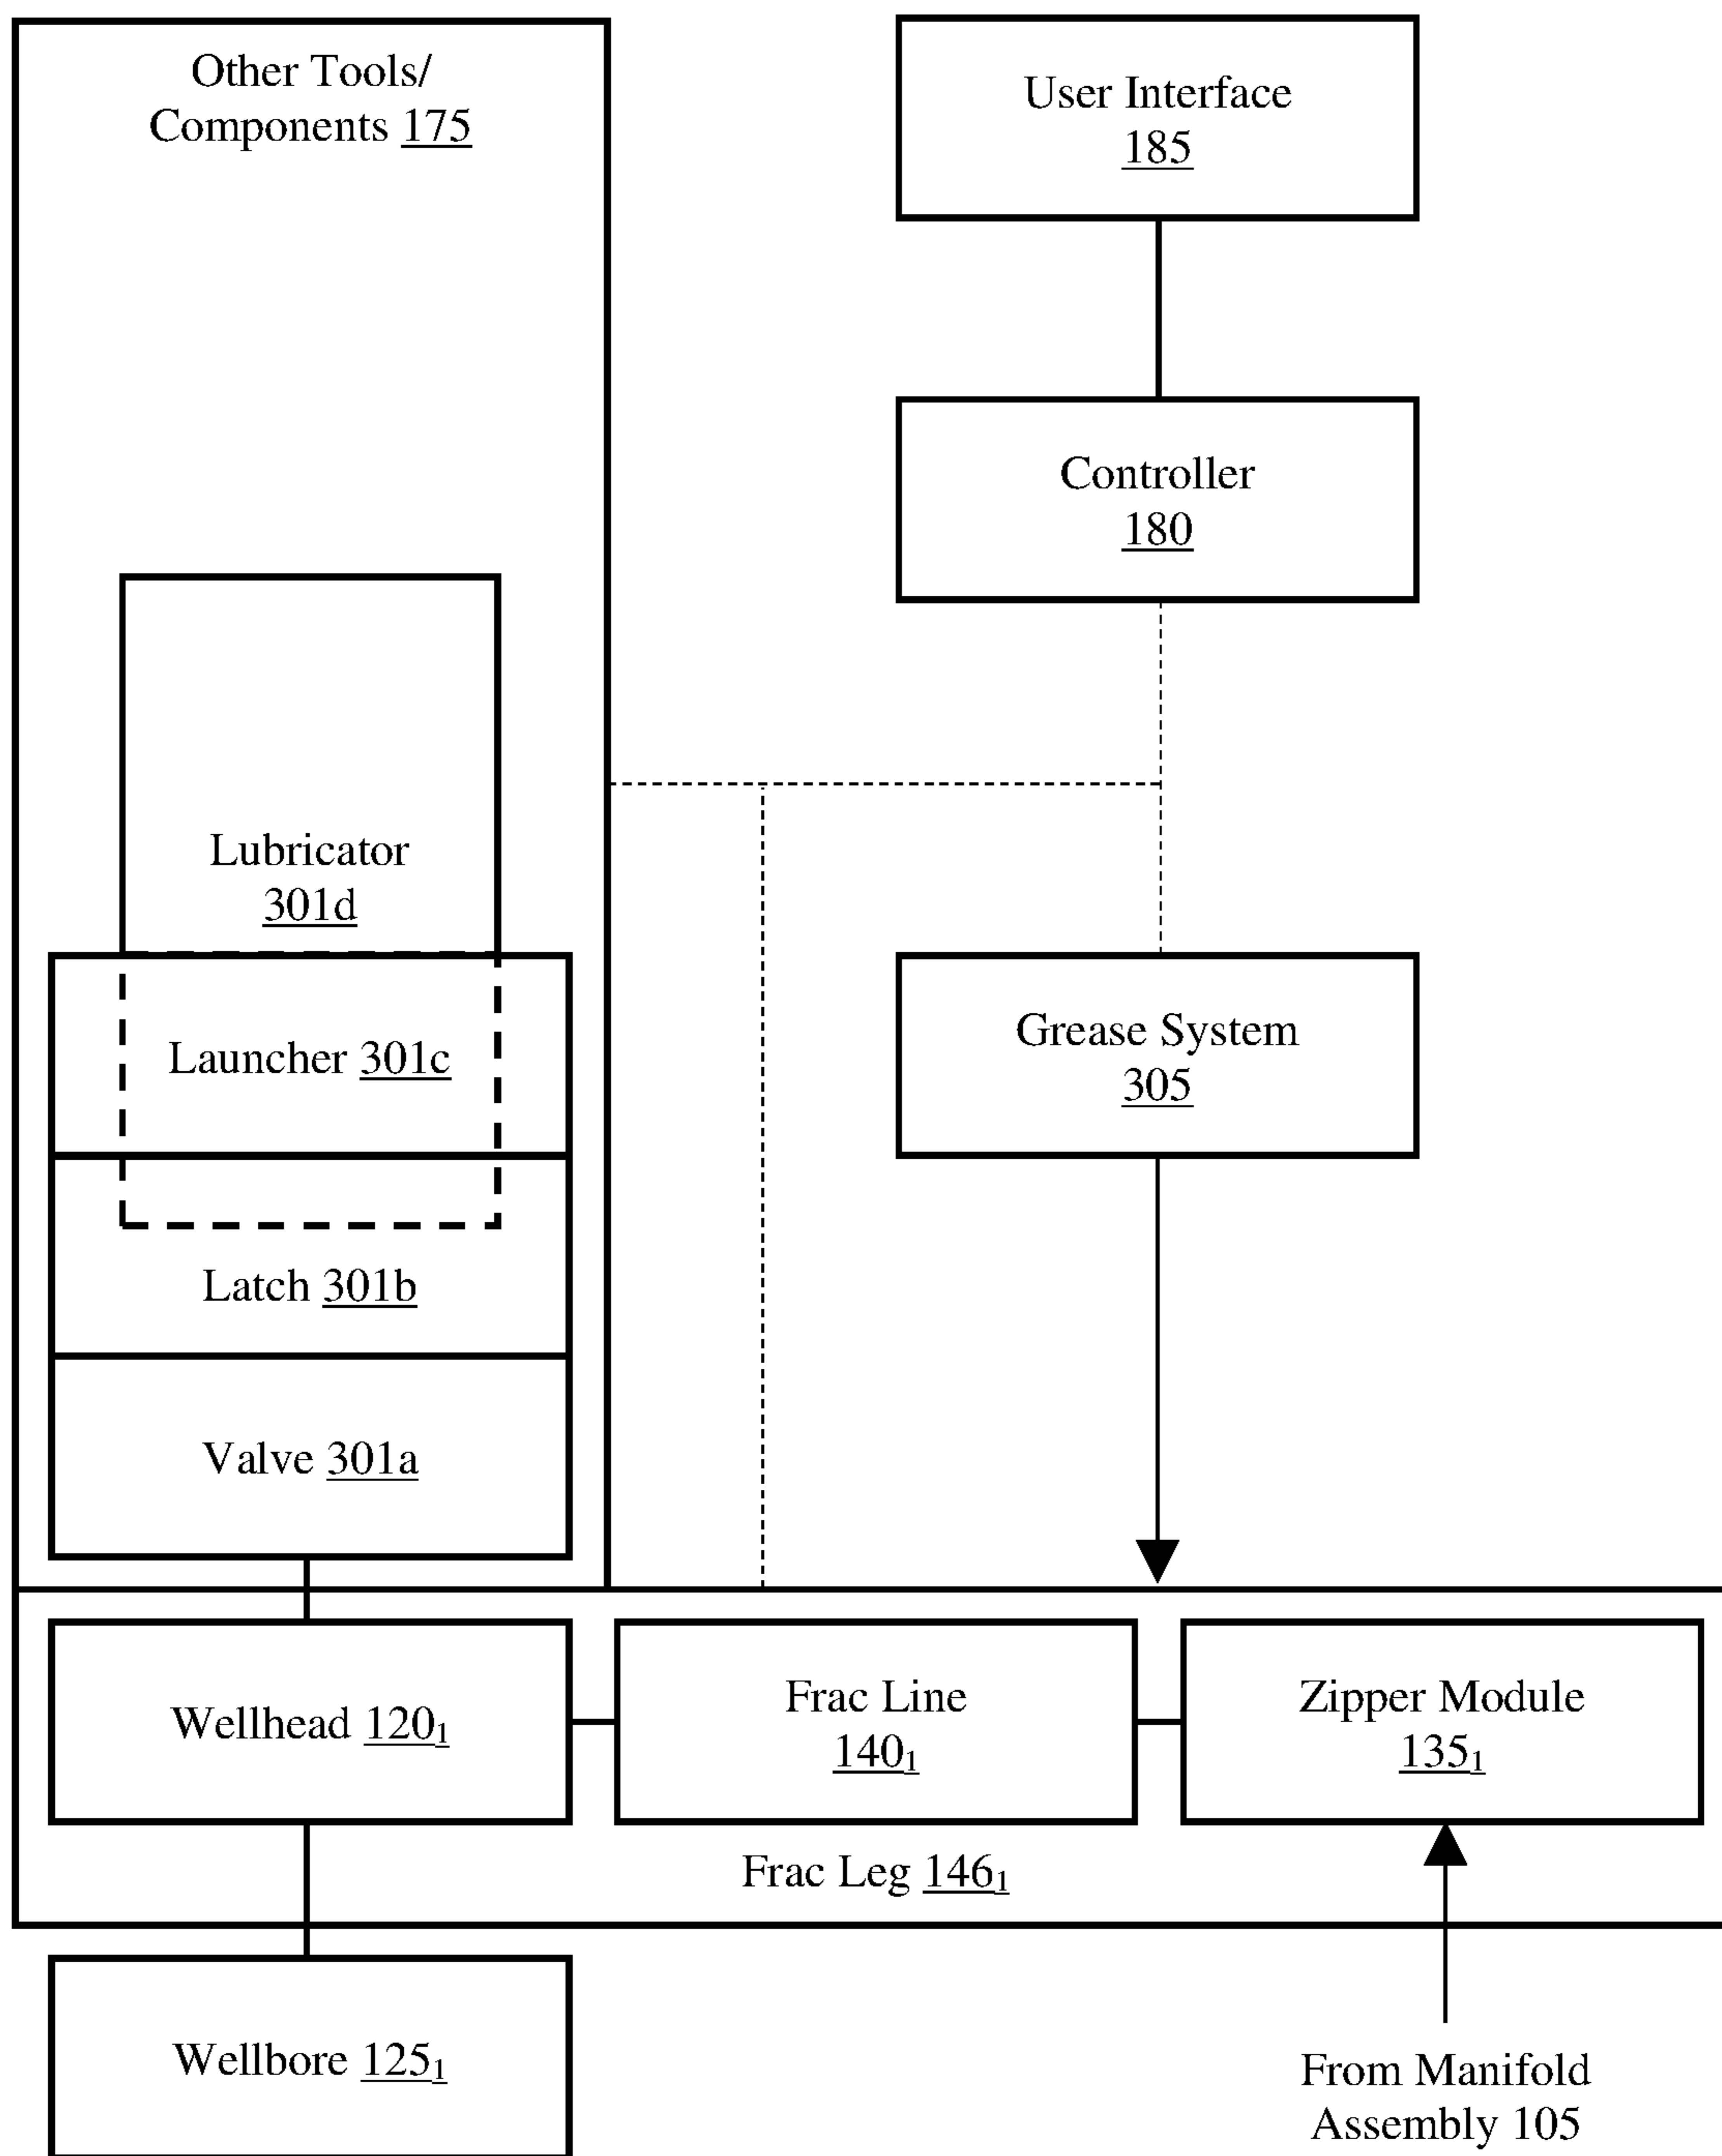 Other Tools/
Components 175
User Interface
185
Controller
180
Lubricator
301d
Launcher 301c
Grease System
305
Latch 301b
Valve 301a
Wellhead 120₁
Frac Line
140₁
Zipper Module
135₁
Frac Leg 146₁
Wellbore 125₁
From Manifold
Assembly 105